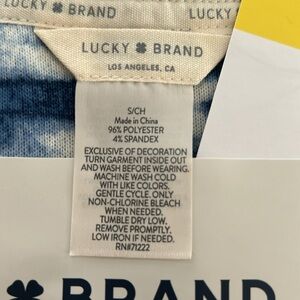 LUCKY BRAND
LUCKY
LUCKY BRAND
LOS ANGELES, CA
S/CH
Made in China
96% POLYESTER
4% SPANDEX
EXCLUSIVE OF DECORATION
TURN GARMENT INSIDE OUT
AND WASH BEFORE WEARING.
MACHINE WASH COLD
WITH LIKE COLORS.
GENTLE CYCLE. ONLY
NON-CHLORINE BLEACH
WHEN NEEDED.
TUMBLE DRY LOW.
REMOVE PROMPTLY.
LOW IRON IF NEEDED.
RN#71222
BRAND